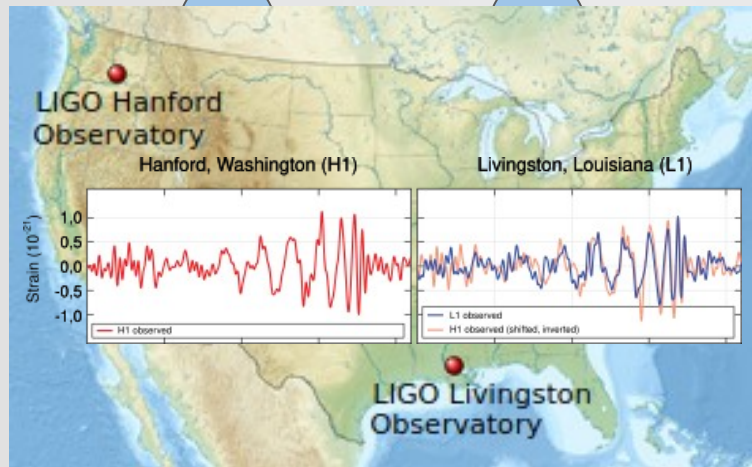 LIGO Hanford
Observatory
Hanford, Washington (H1)
Livingston, Louisiana (L1)
Strain (10⁻²¹)
1,0
0,5
0.0
-0,5
-1,0
H1 observed
L1 observed
H1 observed (shifted, inverted)
LIGO Livingston
Observatory